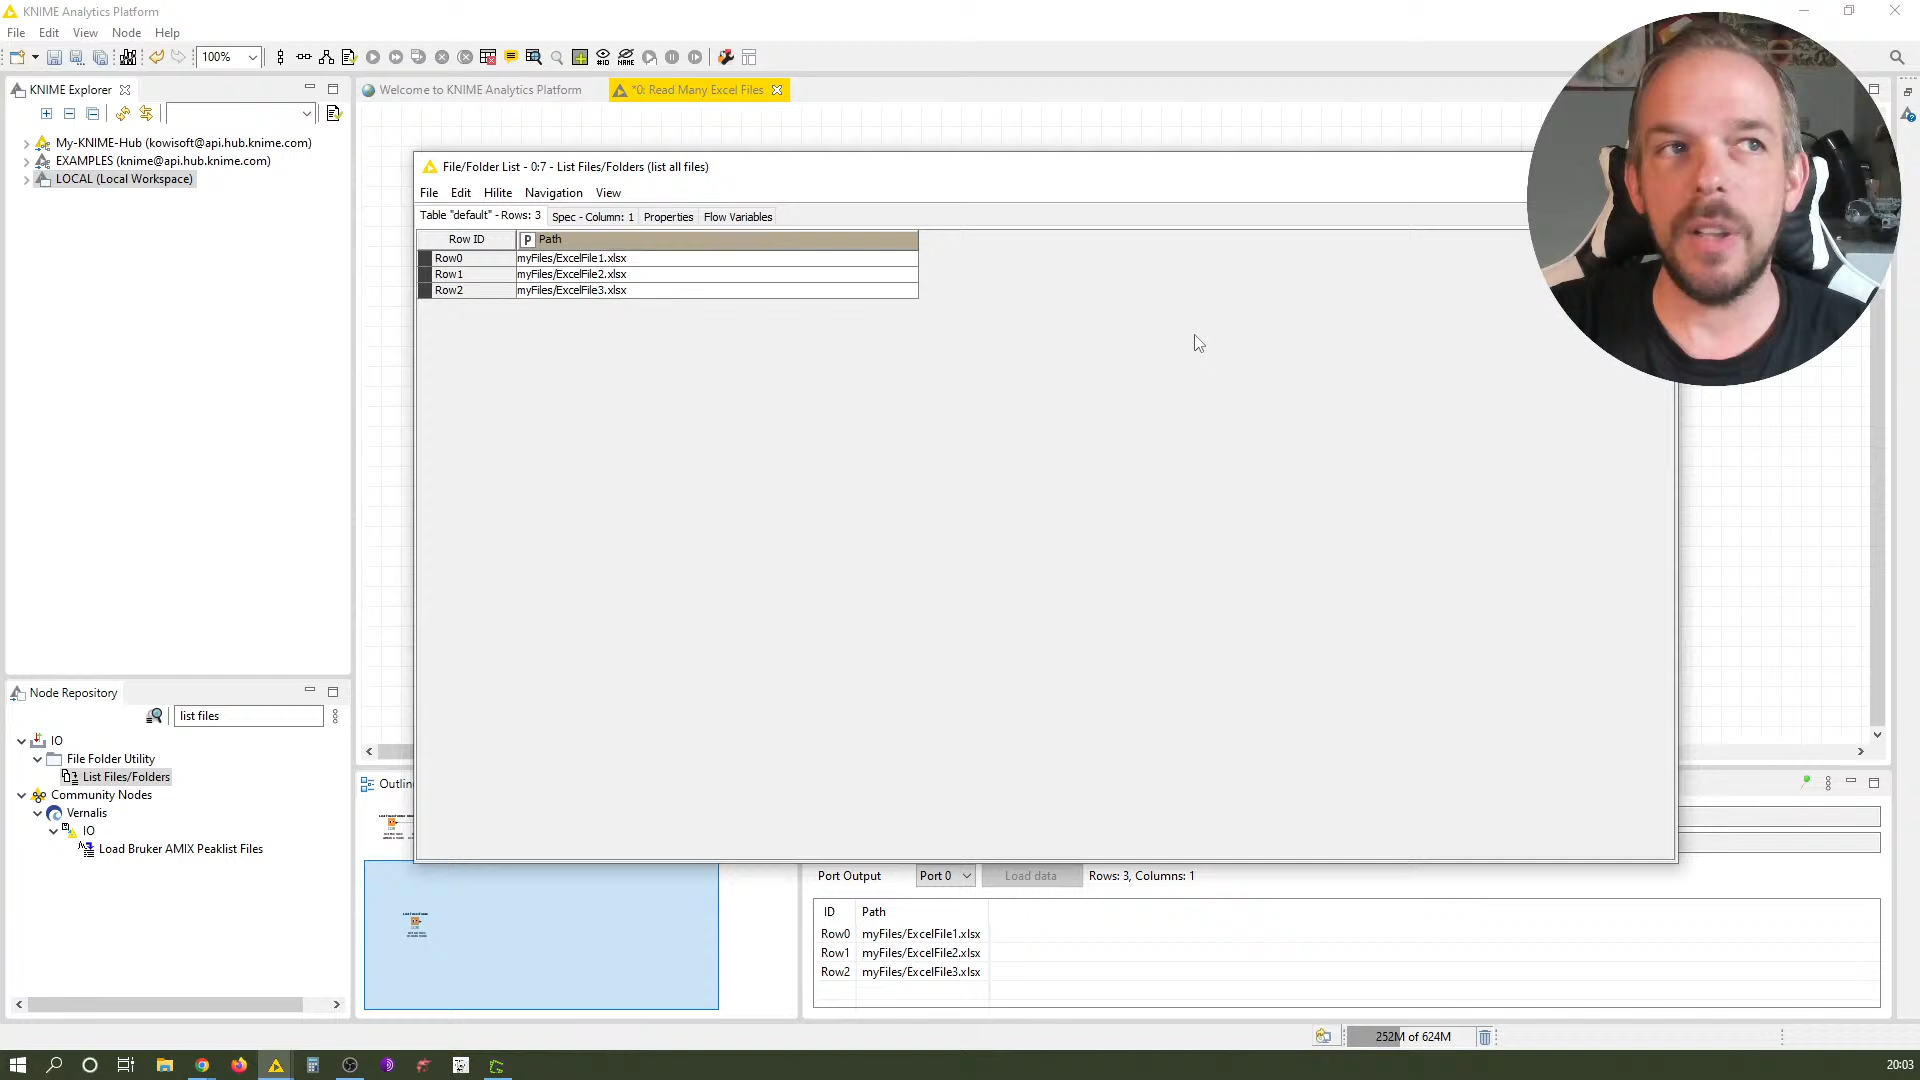 KNIME Analytics Platform
File Edit View Node Help
100%
KNIME Explorer
My-KNIME-Hub (kowisoft@api.hub.knime.com)
EXAMPLES (knime@api.hub.knime.com)
LOCAL (Local Workspace)
Welcome to KNIME Analytics Platform
*0: Read Many Excel Files
File/Folder List - 0:7 - List Files/Folders (list all files)
File Edit Hilite Navigation View
Table "default" - Rows: 3 Spec - Column: 1 Properties Flow Variables
Row ID P Path
Row0 myFiles/ExcelFile1.xlsx
Row1 myFiles/ExcelFile2.xlsx
Row2 myFiles/ExcelFile3.xlsx
Node Repository
list files
IO
File Folder Utility
List Files/Folders
Community Nodes
Vernalis
IO
Load Bruker AMIX Peaklist Files
Outlin
Port Output Port 0 Load data Rows: 3, Columns: 1
ID Path
Row0 myFiles/ExcelFile1.xlsx
Row1 myFiles/ExcelFile2.xlsx
Row2 myFiles/ExcelFile3.xlsx
252M of 624M
20:03